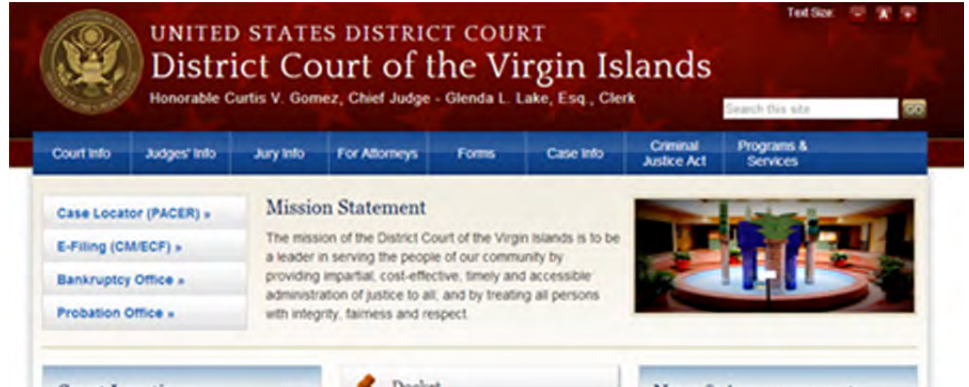 Text Size:  -  A  +
UNITED STATES DISTRICT COURT
District Court of the Virgin Islands
Honorable Curtis V. Gomez, Chief Judge - Glenda L. Lake, Esq., Clerk
Search this site
GO
Court Info
Judges' Info
Jury Info
For Attorneys
Forms
Case Info
Criminal
Justice Act
Programs &
Services
Case Locator (PACER) »
E-Filing (CM/ECF) »
Bankruptcy Office »
Probation Office »
Mission Statement
The mission of the District Court of the Virgin Islands is to be
a leader in serving the people of our community by
providing impartial, cost-effective, timely and accessible
administration of justice to all, and by treating all persons
with integrity, fairness and respect.
Docket